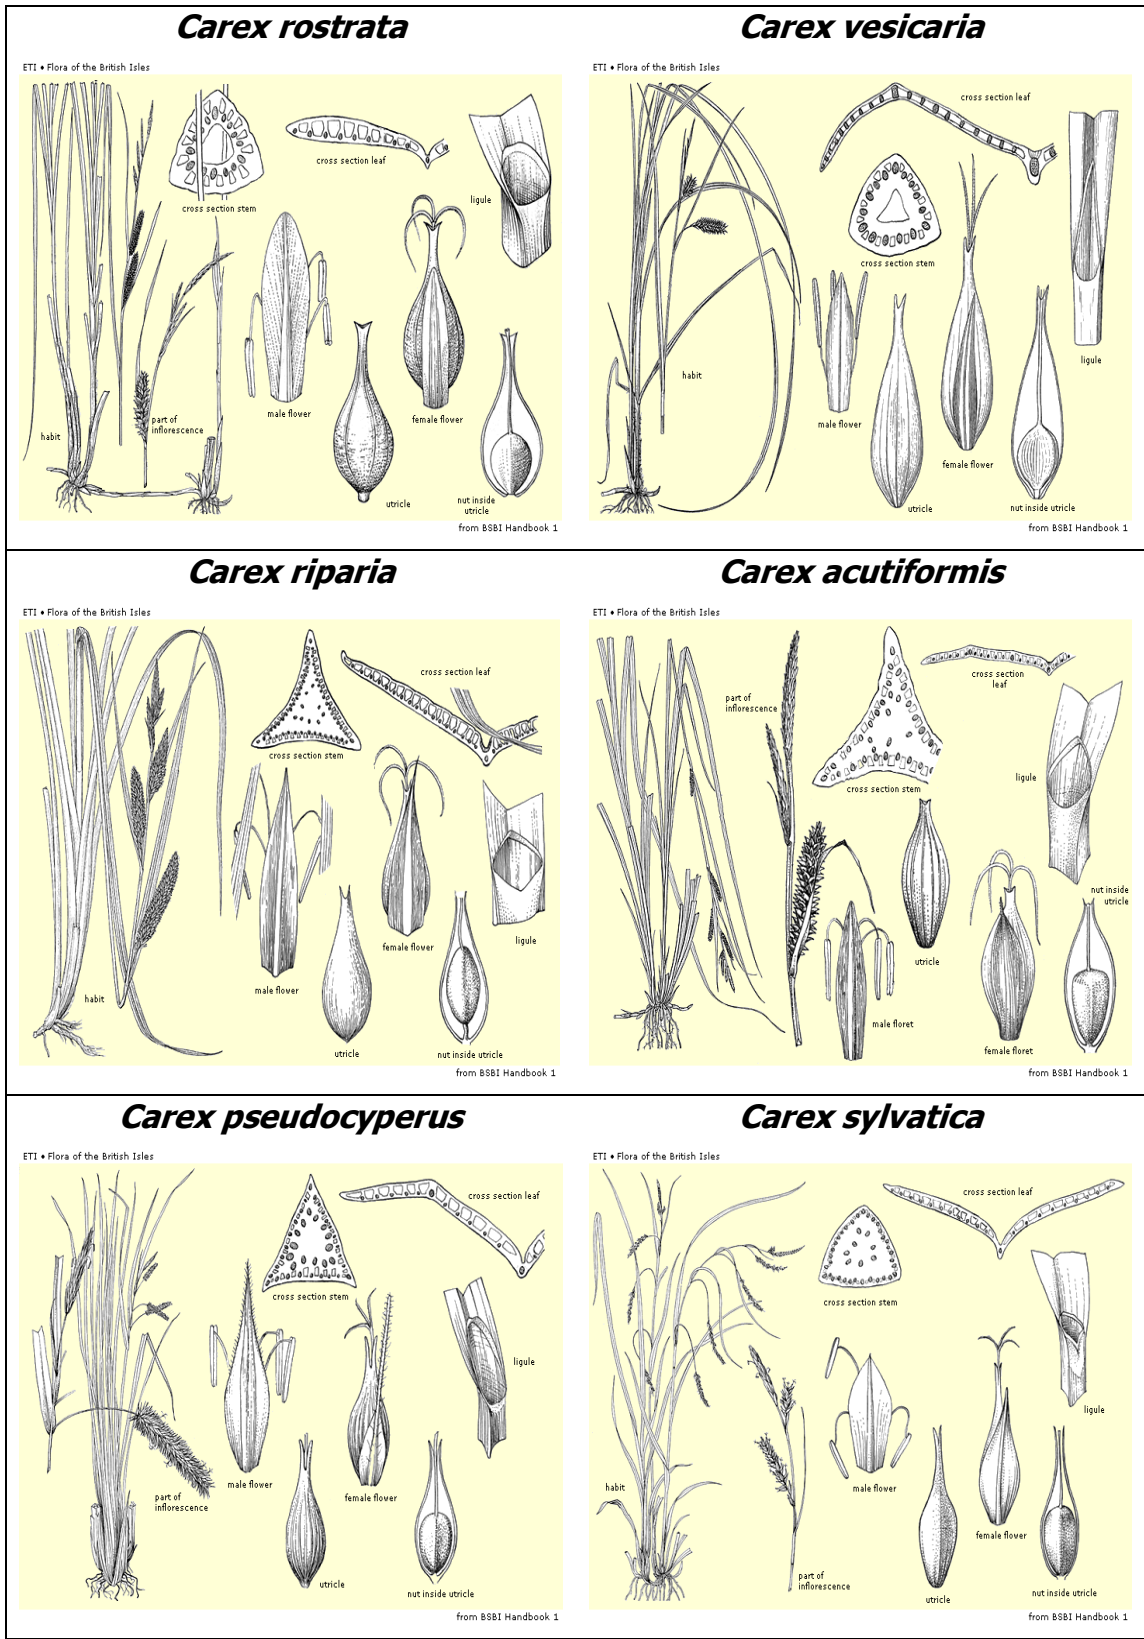 Carex rostrata
ETI ♦ Flora of the British Isles
cross section leaf
ligule
cross section stem
male flower
female flower
part of
inflorescence
habit
utricle
nut inside
utricle
from BSBI Handbook 1
Carex vesicaria
ETI ♦ Flora of the British Isles
cross section leaf
cross section stem
ligule
habit
male flower
female flower
utricle
nut inside utricle
from BSBI Handbook 1
Carex riparia
ETI ♦ Flora of the British Isles
cross section leaf
cross section stem
ligule
female flower
male flower
habit
utricle
nut inside utricle
from BSBI Handbook 1
Carex acutiformis
ETI ♦ Flora of the British Isles
part of
inflorescence
cross section
leaf
ligule
cross section stem
nut inside
utricle
utricle
male floret
female floret
from BSBI Handbook 1
Carex pseudocyperus
ETI ♦ Flora of the British Isles
cross section leaf
cross section stem
ligule
male flower
female flower
part of
inflorescence
utricle
nut inside utricle
from BSBI Handbook 1
Carex sylvatica
ETI ♦ Flora of the British Isles
cross section leaf
cross section stem
ligule
habit
male flower
female flower
part of
inflorescence
utricle
nut inside utricle
from BSBI Handbook 1